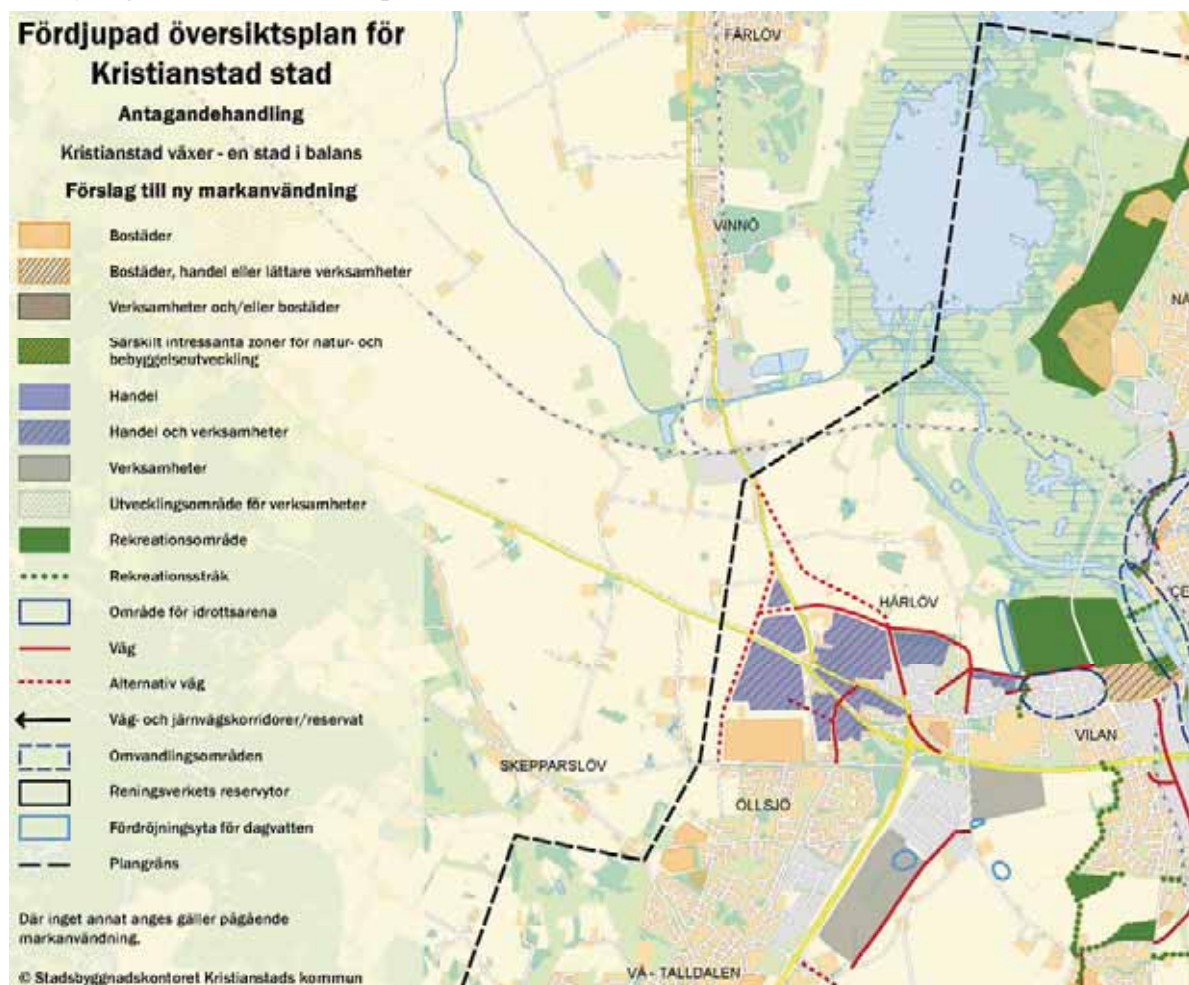 Fördjupad översiktsplan för
Kristianstad stad
Antagandehandling
Kristianstad växer - en stad i balans
Förslag till ny markanvändning
Bostäder
Bostäder, handel eller lättare verksamheter
Verksamheter och/eller bostäder
Särskilt intressanta zoner för natur- och
bebyggelseutveckling
Handel
Handel och verksamheter
Verksamheter
Utvecklingsområde för verksamheter
Rekreationsområde
Rekreationsstråk
Område för idrottsarena
Väg
Alternativ väg
Väg- och järnvägskorridorer/reservat
Omvandlingsområden
Reningsverkets reservytor
Fördröjningsyta för dagvatten
Plangräns
Där inget annat anges gäller pågående
markanvändning.
© Stadsbyggnadskontoret Kristianstads kommun
FÄRLÖV
VINNÖ
NÄ
HÄRLÖV
CE
VILAN
SKEPPARSLÖV
ÖLLSJÖ
VÄ - TALLDALEN